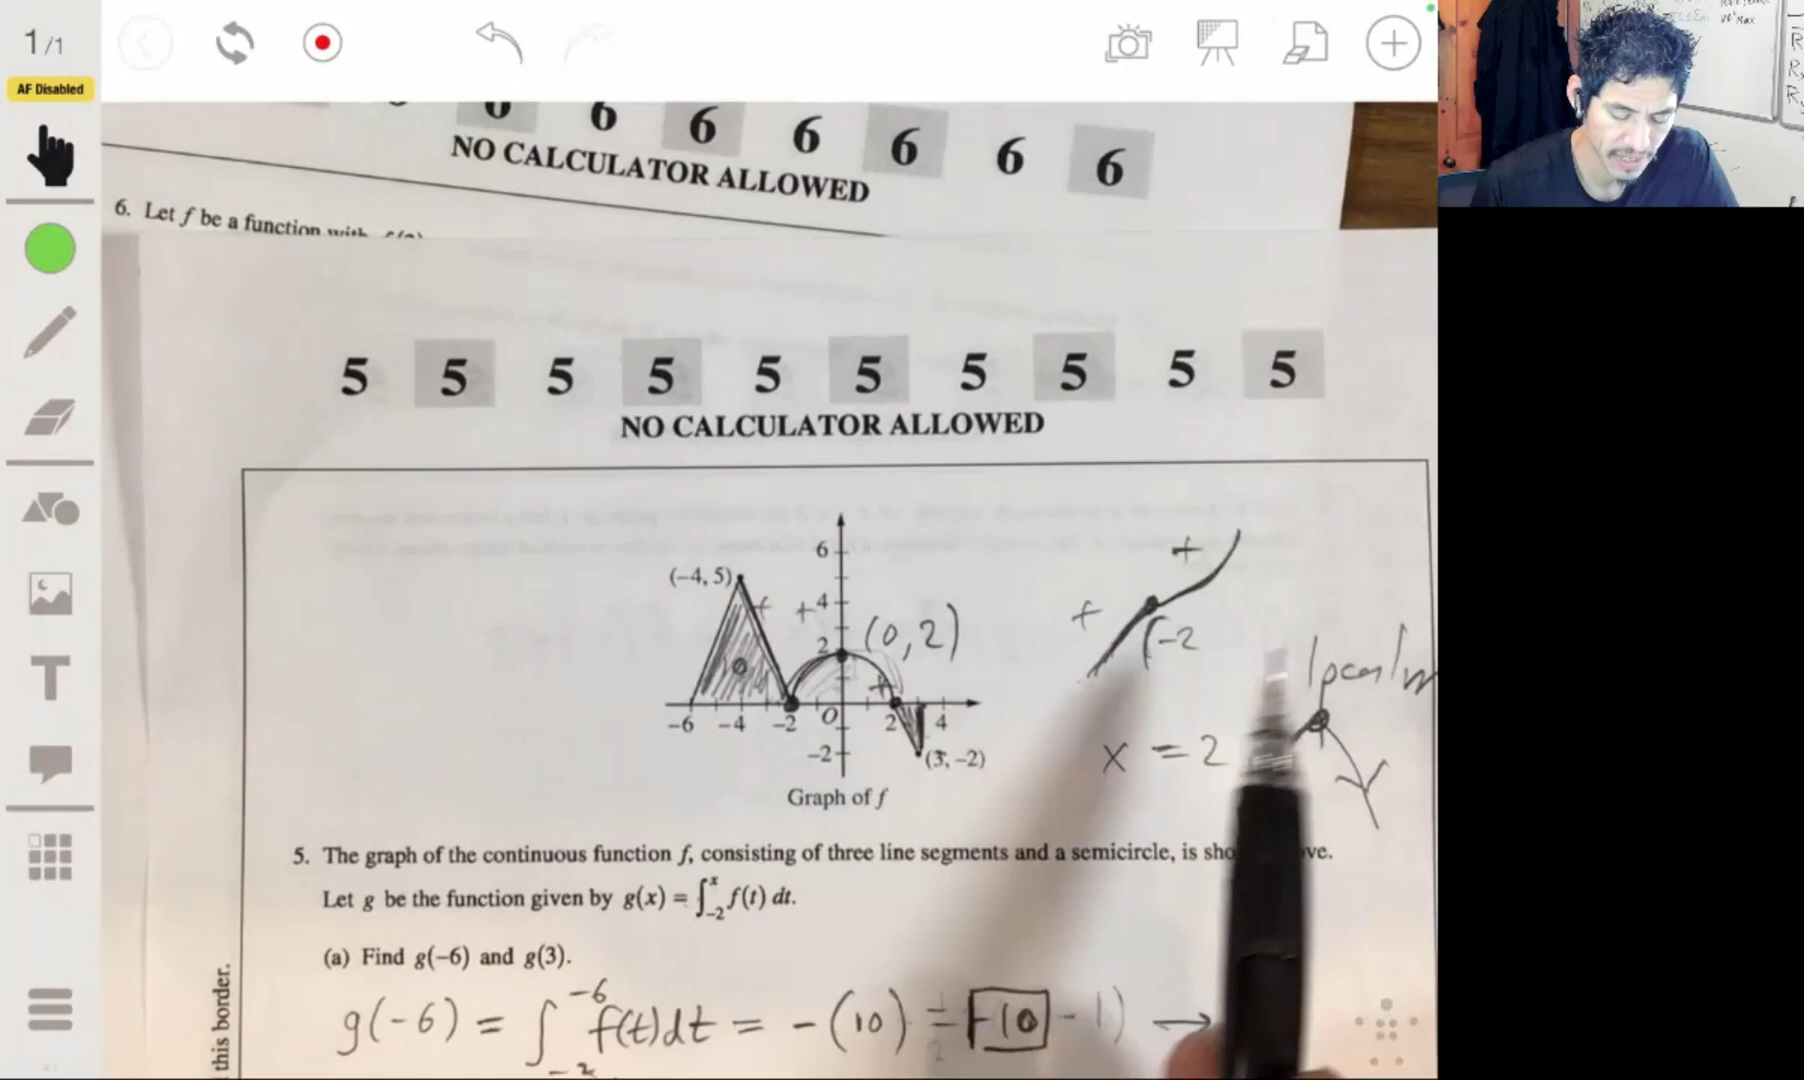 1/1
AF Disabled
6 6 6 6 6 6 6
NO CALCULATOR ALLOWED
6. Let f be a function with
5 5 5 5 5 5 5 5 5 5
NO CALCULATOR ALLOWED
6
(-4, 5)
+ +4
(0, 2)
2
+
10
+
-6 -4 -2 O 2 4
-2
(3, -2)
Graph of f
+
+
(-2
x = 2
5. The graph of the continuous function f, consisting of three line segments and a semicircle, is sho ve.
Let g be the function given by g(x) = ∫_{-2}^{x} f(t) dt.
(a) Find g(−6) and g(3).
g(-6) = ∫_{-2}^{-6} f(t)dt = -(10) = -10 →
this border.
T